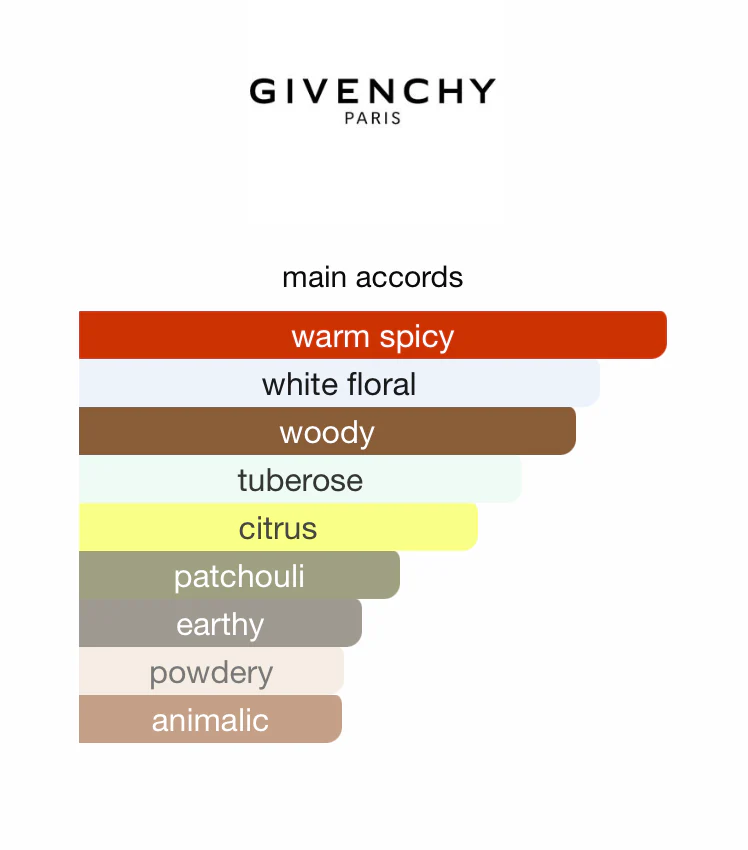 GIVENCHY
PARIS
main accords
warm spicy
white floral
woody
tuberose
citrus
patchouli
earthy
powdery
animalic